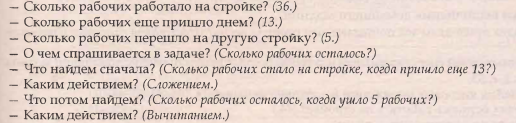 — Сколько рабочих работало на стройке? (36.)
— Сколько рабочих еще пришло днем? (13.)
— Сколько рабочих перешло на другую стройку? (5.)
— О чем спрашивается в задаче? (Сколько рабочих осталось?)
— Что найдем сначала? (Сколько рабочих стало на стройке, когда пришло еще 13?)
— Каким действием? (Сложением.)
— Что потом найдем? (Сколько рабочих осталось, когда ушло 5 рабочих?)
— Каким действием? (Вычитанием.)